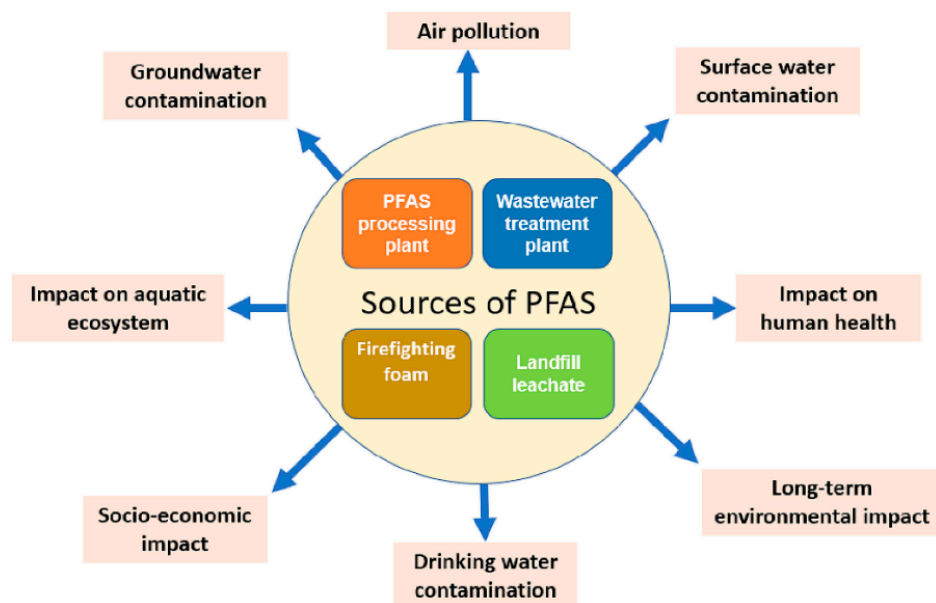 Air pollution
Groundwater
contamination
Surface water
contamination
PFAS
processing
plant
Wastewater
treatment
plant
Impact on aquatic
ecosystem
Sources of PFAS
Impact on
human health
Firefighting
foam
Landfill
leachate
Socio-economic
impact
Long-term
environmental impact
Drinking water
contamination